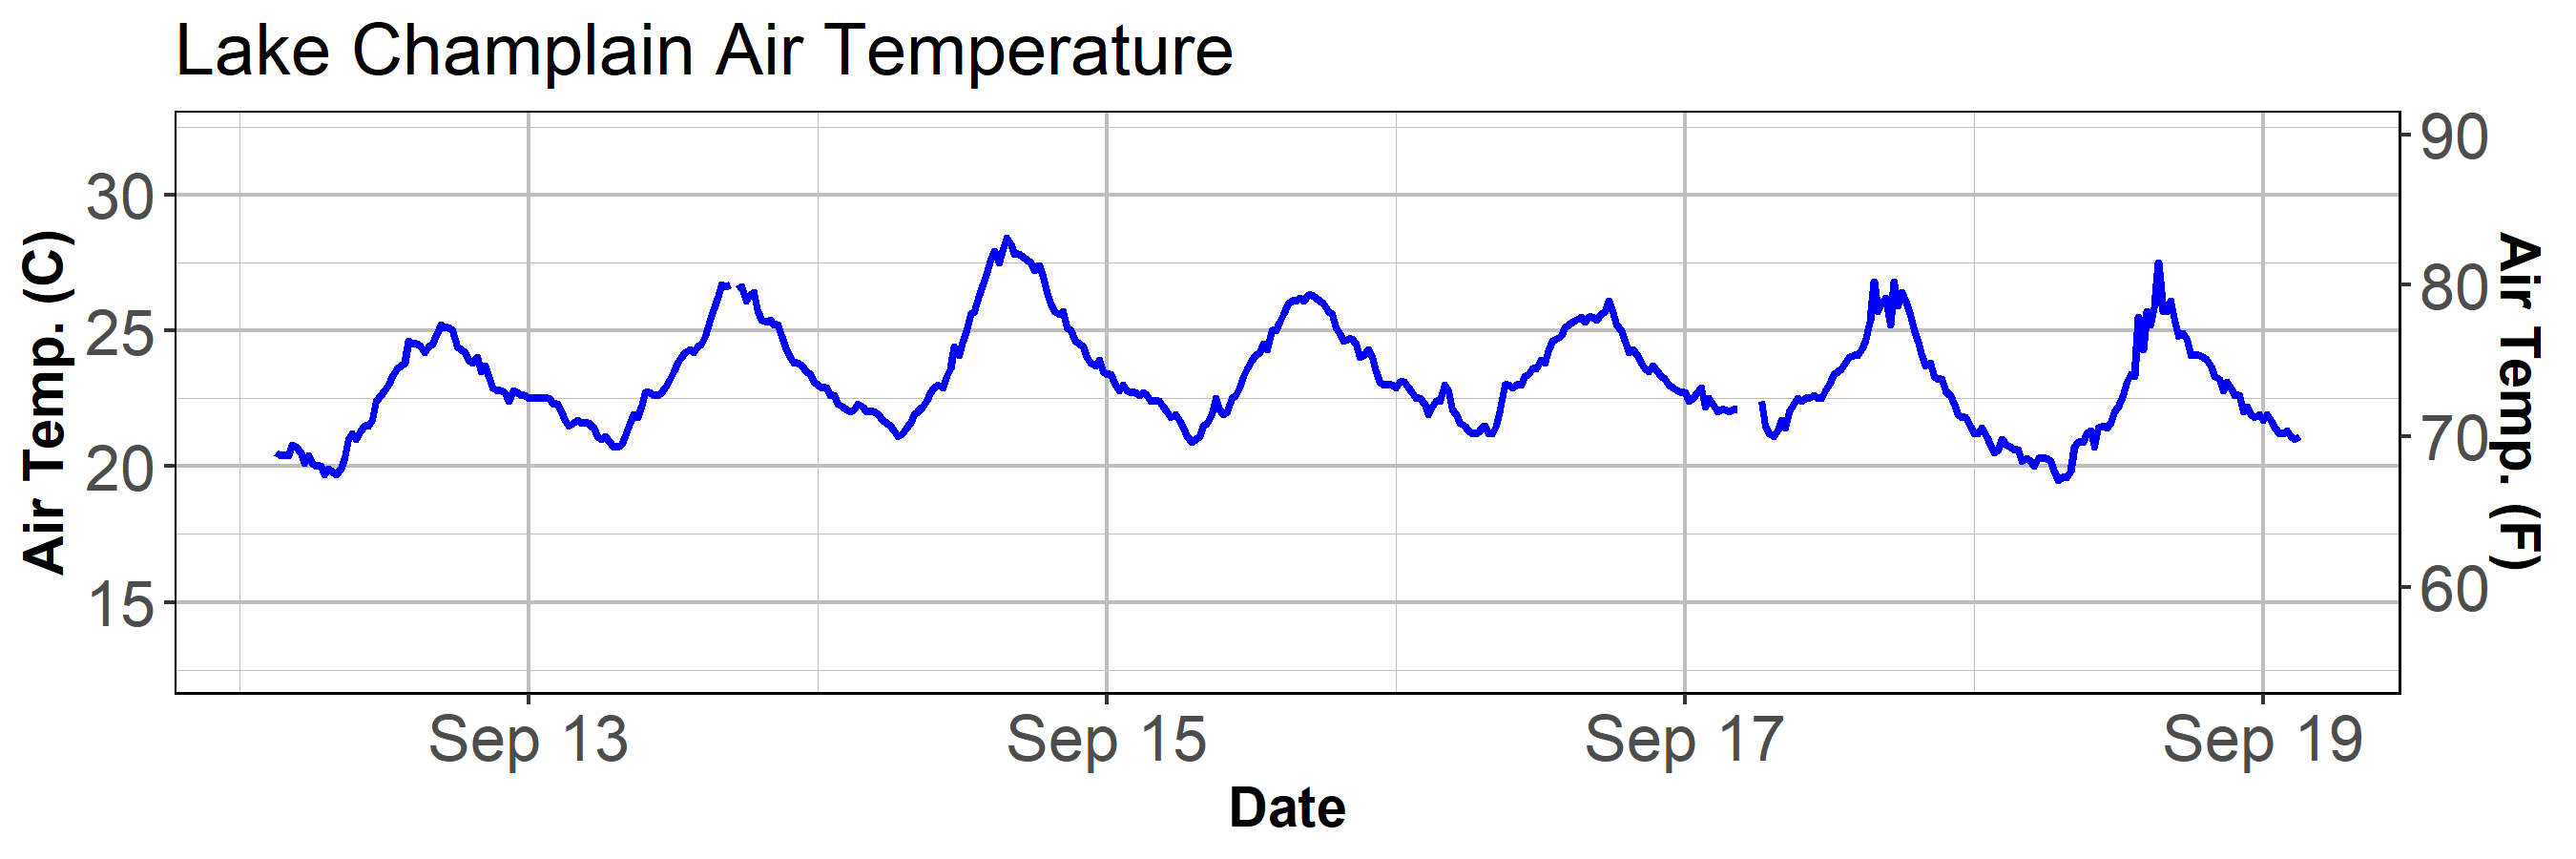 Lake Champlain Air Temperature
Air Temp. (C)
30
25
20
15
90
80
70
60
Air Temp. (F)
Sep 13
Sep 15
Sep 17
Sep 19
Date